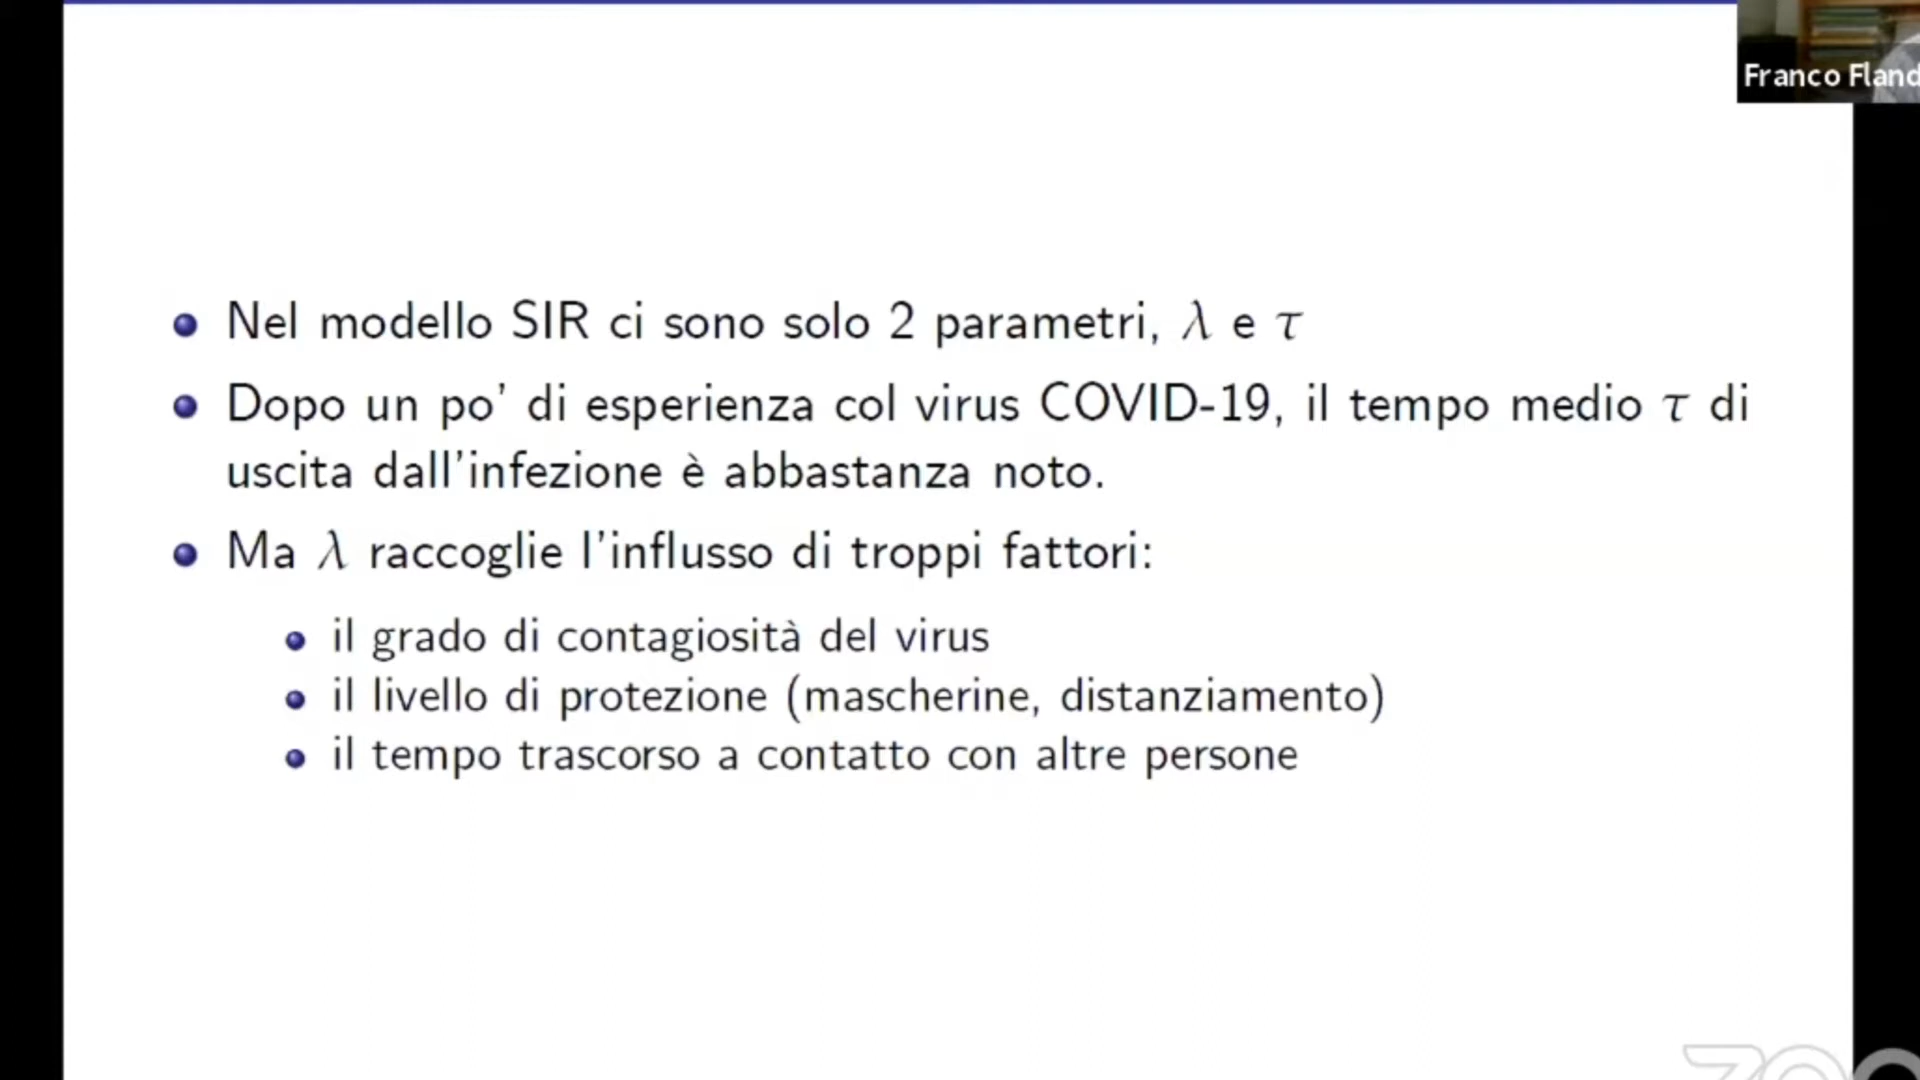 Franco Fland
Nel modello SIR ci sono solo 2 parametri, λ e τ
Dopo un po' di esperienza col virus COVID-19, il tempo medio τ di
uscita dall'infezione è abbastanza noto.
Ma λ raccoglie l'influsso di troppi fattori:
il grado di contagiosità del virus
il livello di protezione (mascherine, distanziamento)
il tempo trascorso a contatto con altre persone